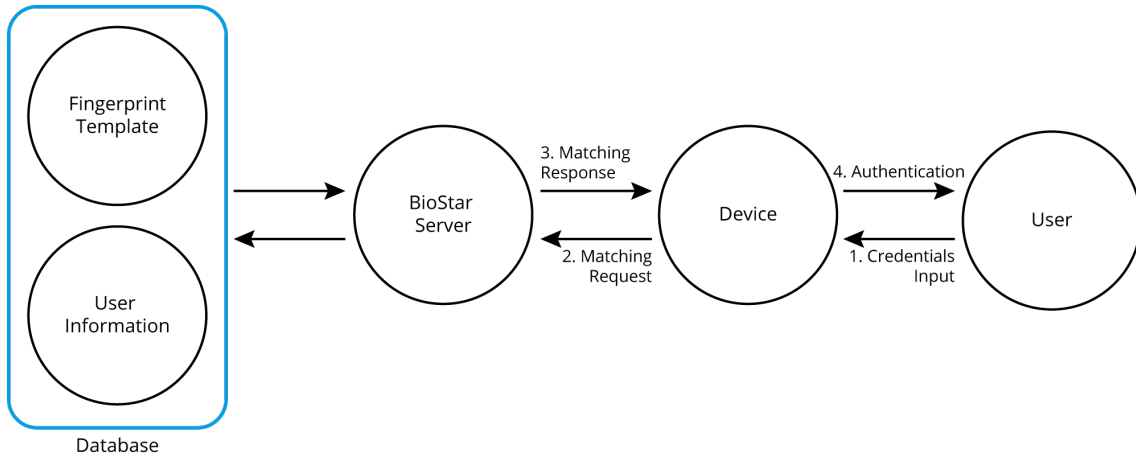 Fingerprint
Template
User
Information
Database
BioStar
Server
3. Matching
Response
2. Matching
Request
Device
4. Authentication
1. Credentials
Input
User